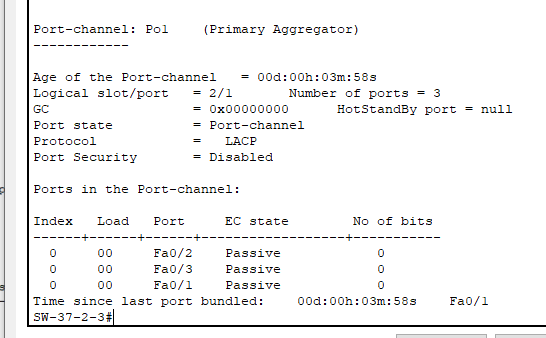 Port-channel: Po1    (Primary Aggregator)
------------
Age of the Port-channel   = 00d:00h:03m:58s
Logical slot/port   = 2/1       Number of ports = 3
GC                  = 0x00000000      HotStandBy port = null
Port state          = Port-channel
Protocol            =   LACP
Port Security       = Disabled
Ports in the Port-channel:
Index   Load   Port     EC state        No of bits
------+------+------+------------------+-----------
  0     00     Fa0/2    Passive            0
  0     00     Fa0/3    Passive            0
  0     00     Fa0/1    Passive            0
Time since last port bundled:    00d:00h:03m:58s    Fa0/1
SW-37-2-3#